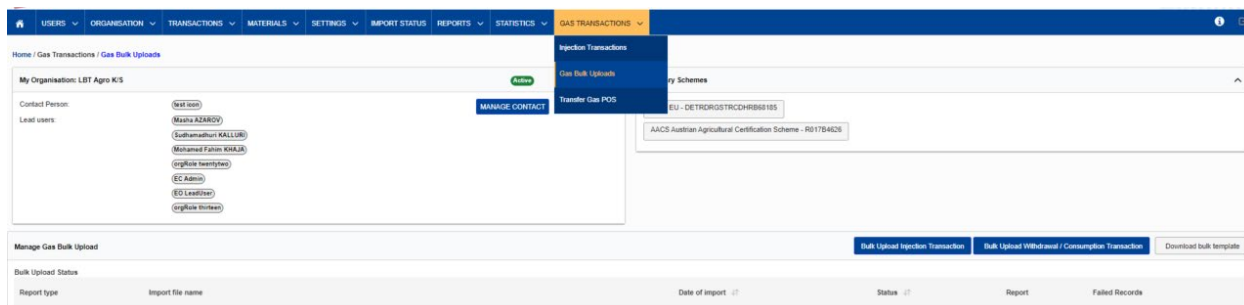 USERS ORGANISATION TRANSACTIONS MATERIALS SETTINGS IMPORT STATUS REPORTS STATISTICS GAS TRANSACTIONS
Injection Transactions
Gas Bulk Uploads
Transfer Gas POS
Home / Gas Transactions / Gas Bulk Uploads
My Organisation: LBT Agro K/S Active
Contact Person: test icon MANAGE CONTACT
Lead users: Masha AZAROV
Sudhamadhuri KALLURI
Mohamed Fahim KHAJA
orgRole twentytwo
EC Admin
EO LeadUser
orgRole thirteen
ry Schemes
EU - DETRDRGSTRCDHRB68185
AACS Austrian Agricultural Certification Scheme - R017B4626
Manage Gas Bulk Upload Bulk Upload Injection Transaction Bulk Upload Withdrawal / Consumption Transaction Download bulk template
Bulk Upload Status
Report type Import file name Date of import Status Report Failed Records